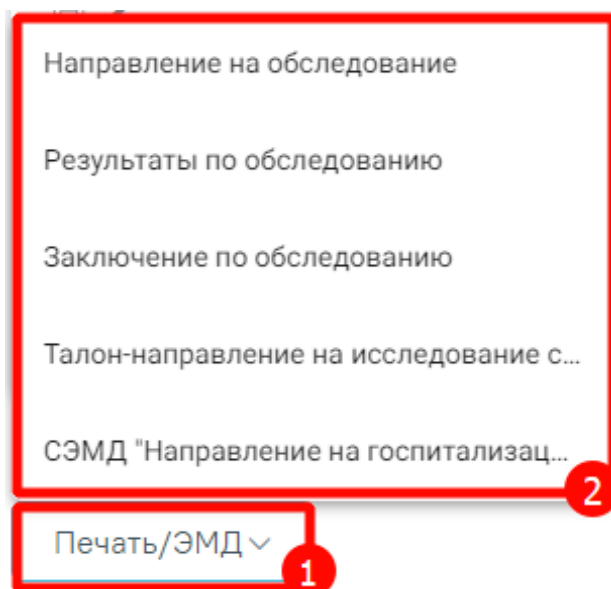 Направление на обследование
Результаты по обследованию
Заключение по обследованию
Талон-направление на исследование с...
СЭМД "Направление на госпитализац...
2
Печать/ЭМД
1